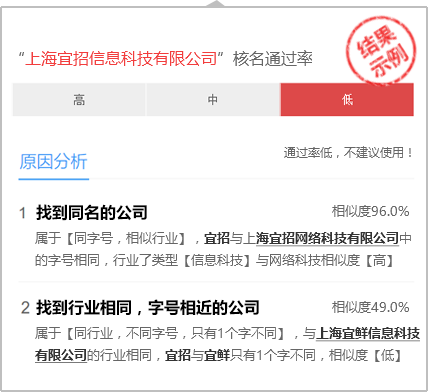 “上海宜招信息科技有限公司”核名通过率
结果
示例
高 中 低
原因分析 通过率低，不建议使用！
1 找到同名的公司 相似度96.0%
属于【同字号，相似行业】，宜招与上海宜招网络科技有限公司中
的字号相同，行业了类型【信息科技】与网络科技相似度【高】
2 找到行业相同，字号相近的公司 相似度49.0%
属于【同行业，不同字号，只有1个字不同】，与上海宜鲜信息科技
有限公司的行业相同，宜招与宜鲜只有1个字不同，相似度【低】